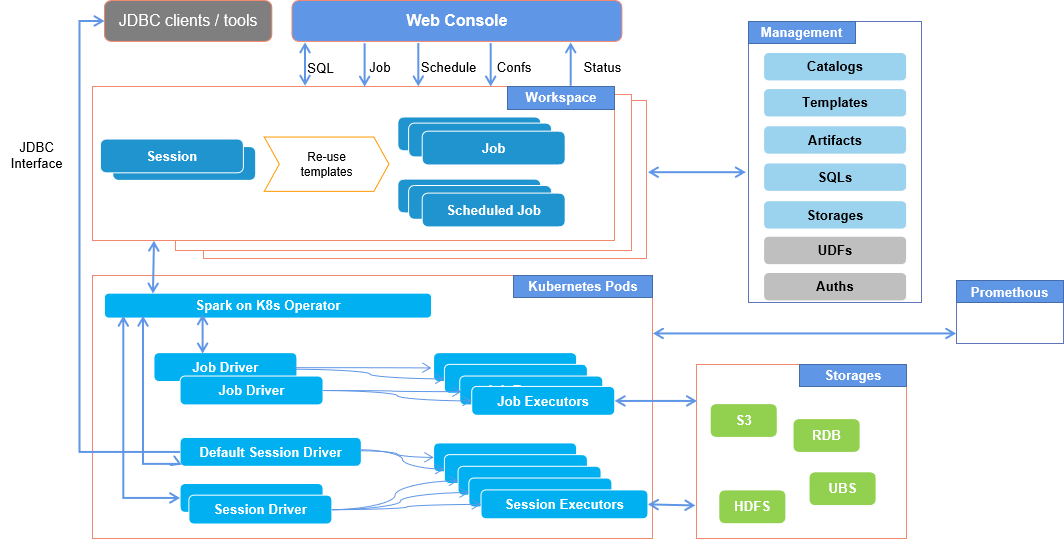 JDBC clients / tools
Web Console
SQL
Job
Schedule
Confs
Status
JDBC
Interface
Workspace
Session
Re-use
templates
Job
Scheduled Job
Management
Catalogs
Templates
Artifacts
SQLs
Storages
UDFs
Auths
Kubernetes Pods
Spark on K8s Operator
Job Driver
Job Driver
Job Executors
Default Session Driver
Session Driver
Session Executors
Promethous
Storages
S3
RDB
UBS
HDFS